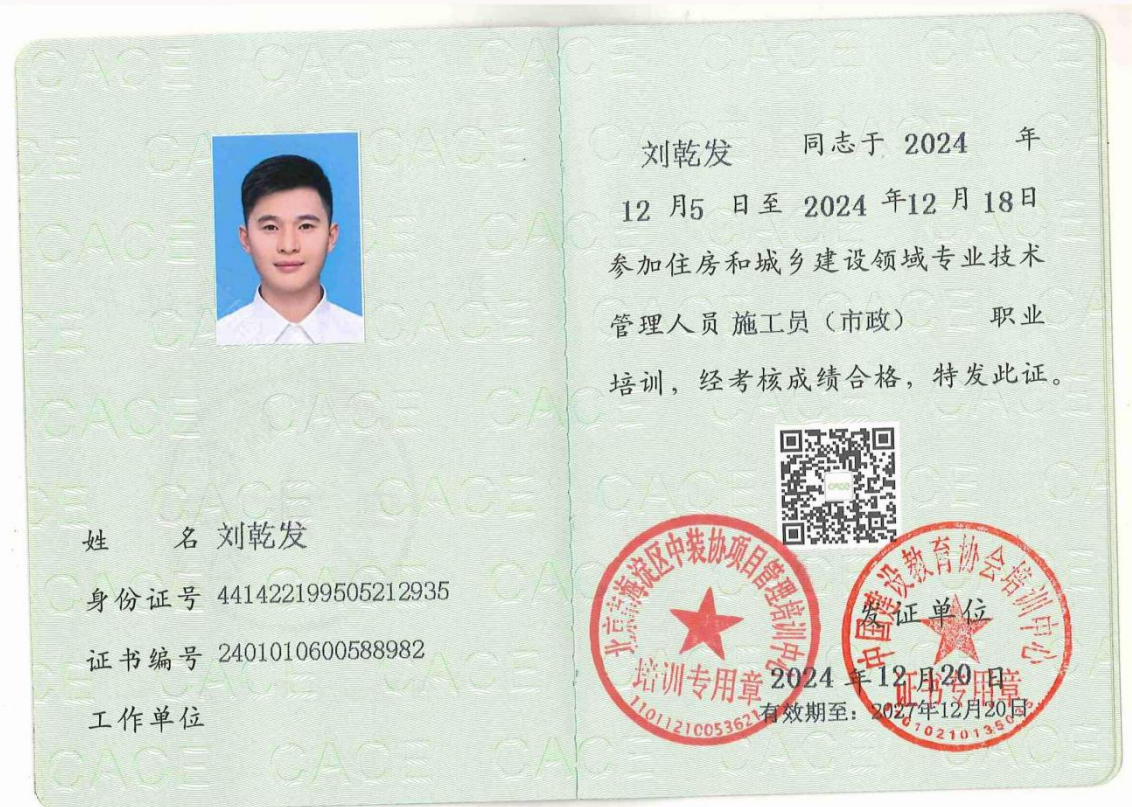 姓 名 刘乾发
身份证号 441422199505212935
证书编号 2401010600588982
工作单位
刘乾发 同志于 2024 年
12 月5 日至 2024 年12 月 18日
参加住房和城乡建设领域专业技术
管理人员 施工员（市政） 职业
培训，经考核成绩合格，特发此证。
CACE
北京市海淀区中装协项目管理培训中心
培训专用章
中国建设教育协会培训中心
证书专用章
发证单位
2024 年 12 月20 日
有效期至：2027年12月20日